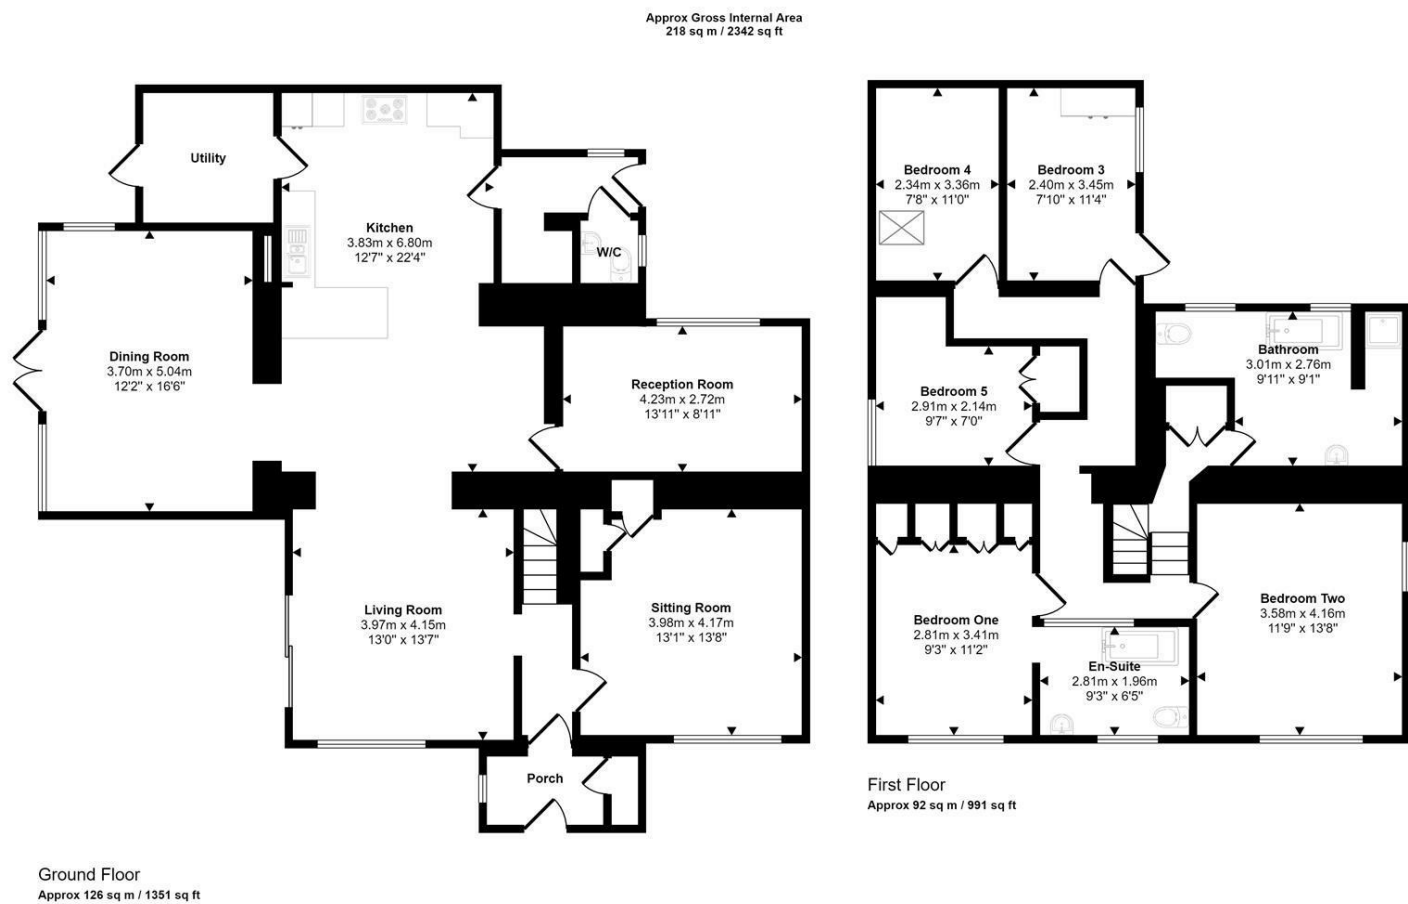 Approx Gross Internal Area
218 sq m / 2342 sq ft
Utility
Kitchen
3.83m x 6.80m
12'7" x 22'4"
W/C
Dining Room
3.70m x 5.04m
12'2" x 16'6"
Reception Room
4.23m x 2.72m
13'11" x 8'11"
Living Room
3.97m x 4.15m
13'0" x 13'7"
Sitting Room
3.98m x 4.17m
13'1" x 13'8"
Porch
Ground Floor
Approx 126 sq m / 1351 sq ft
Bedroom 4
2.34m x 3.36m
7'8" x 11'0"
Bedroom 3
2.40m x 3.45m
7'10" x 11'4"
Bedroom 5
2.91m x 2.14m
9'7" x 7'0"
Bathroom
3.01m x 2.76m
9'11" x 9'1"
Bedroom One
2.81m x 3.41m
9'3" x 11'2"
En-Suite
2.81m x 1.96m
9'3" x 6'5"
Bedroom Two
3.58m x 4.16m
11'9" x 13'8"
First Floor
Approx 92 sq m / 991 sq ft